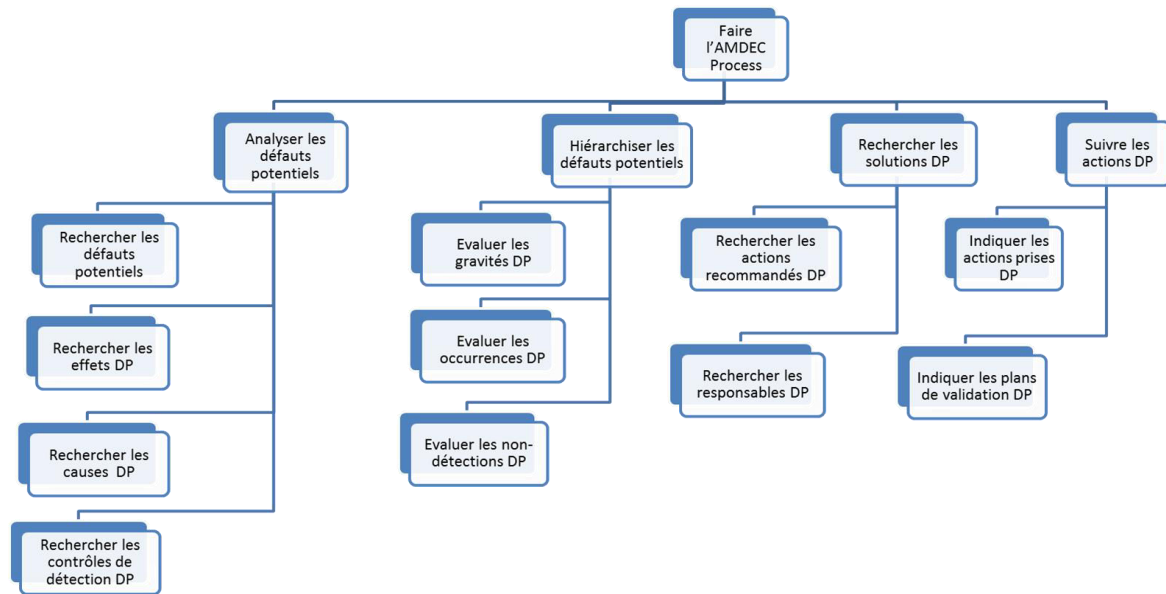 Faire
l'AMDEC
Process
Analyser les
défauts
potentiels
Hiérarchiser les
défauts potentiels
Rechercher les
solutions DP
Suivre les
actions DP
Rechercher les
défauts
potentiels
Rechercher les
effets DP
Rechercher les
causes DP
Rechercher les
contrôles de
détection DP
Evaluer les
gravités DP
Evaluer les
occurrences DP
Evaluer les non-
détections DP
Rechercher les
actions
recommandés DP
Rechercher les
responsables DP
Indiquer les
actions prises
DP
Indiquer les plans
de validation DP